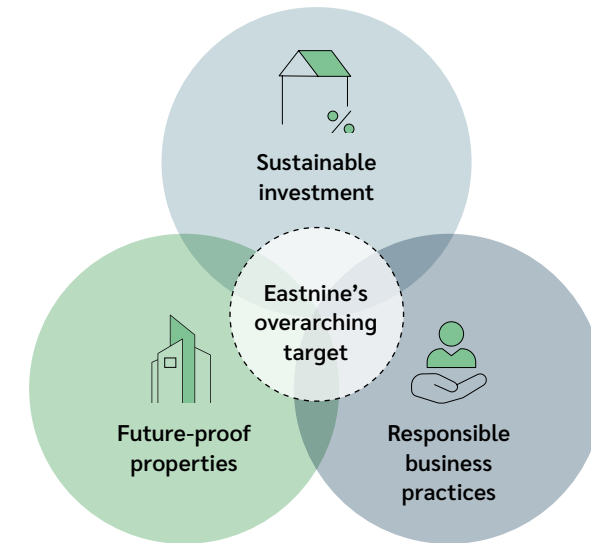 Sustainable
investment
Eastnine’s
overarching
target
Future-proof
properties
Responsible
business
practices